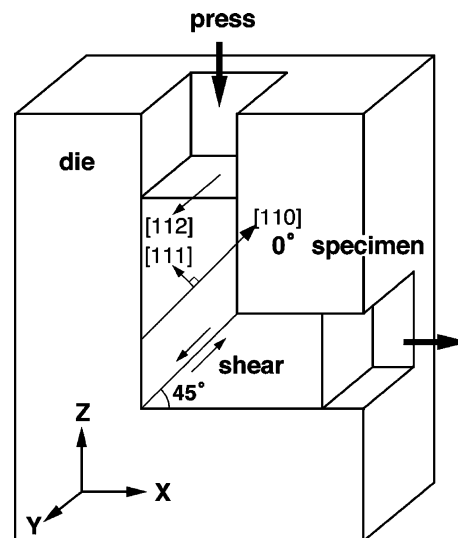 press
die
[112]
[110]
[111]
0° specimen
shear
45°
Z
X
Y